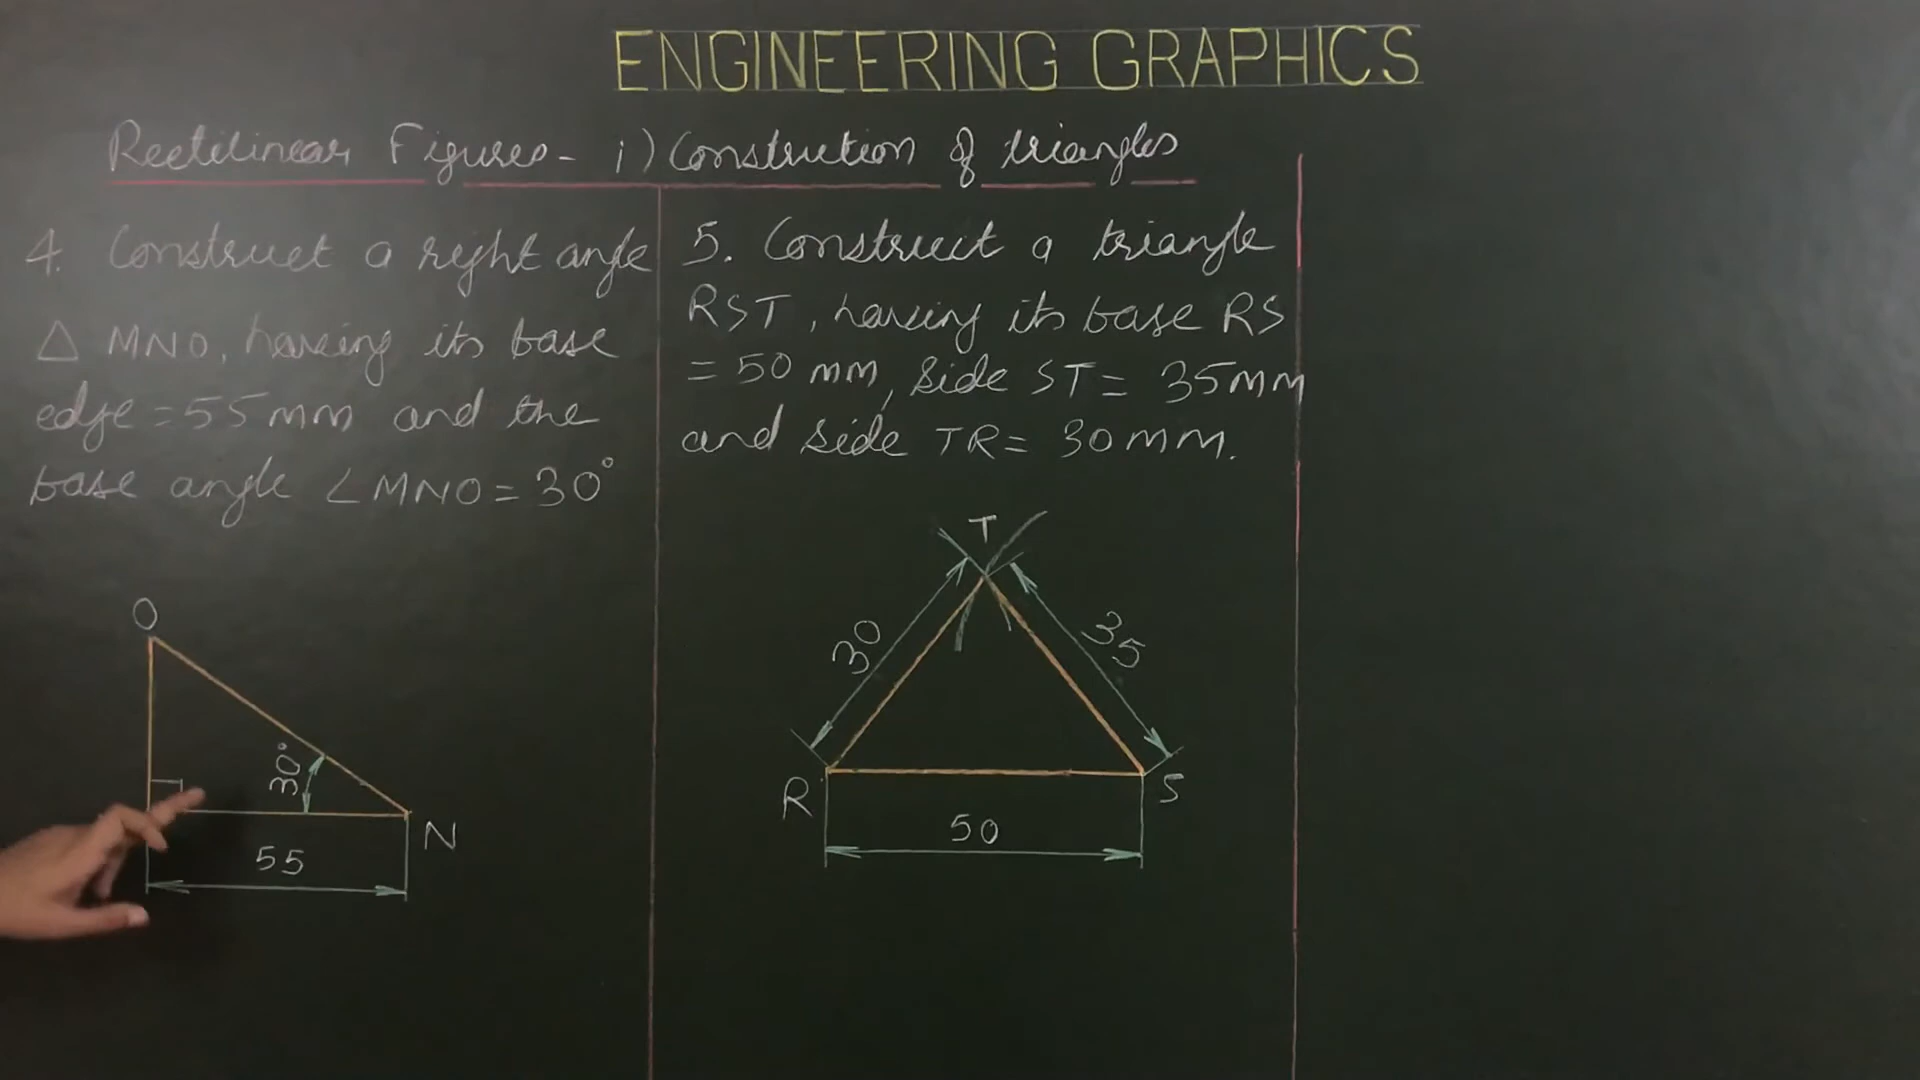 ENGINEERING GRAPHICS
Rectilinear Figures - i) Construction of triangles
4. Construct a right angle
△ MNO, having its base
edge = 55 mm and the
base angle ∠MNO = 30°
5. Construct a triangle
RST, having its base RS
= 50 mm, side ST = 35mm
and side TR = 30mm.
O
30°
N
55
T
30
35
R
S
50